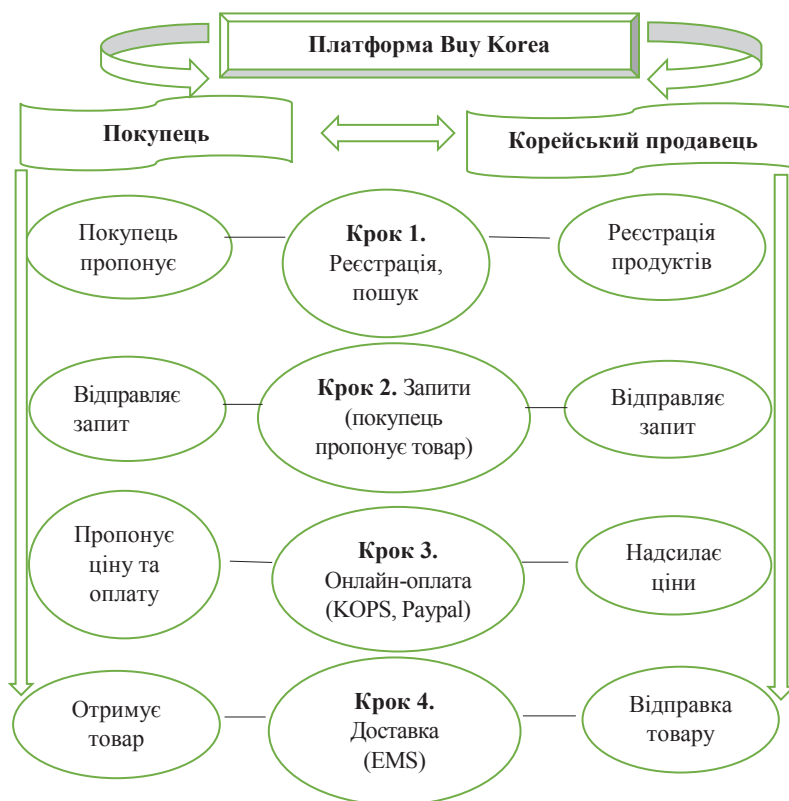 Платформа Buy Korea
Покупець
Корейський продавець
Покупець
пропонує
Крок 1.
Реєстрація,
пошук
Реєстрація
продуктів
Відправляє
запит
Крок 2. Запити
(покупець
пропонує товар)
Відправляє
запит
Пропонує
ціну та
оплату
Крок 3.
Онлайн-оплата
(KOPS, Paypal)
Надсилає
ціни
Отримує
товар
Крок 4.
Доставка
(EMS)
Відправка
товару